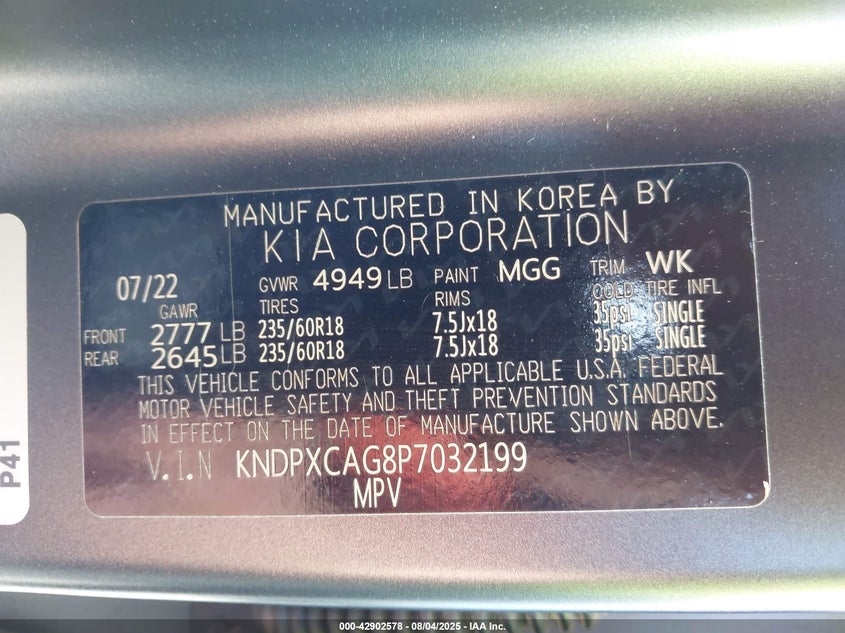 MANUFACTURED IN KOREA BY
KIA CORPORATION
07/22 GVWR 4949 LB PAINT MGG TRIM WK
GAWR TIRES RIMS COLD TIRE INFL
FRONT 2777 LB 235/60R18 7.5Jx18 35psi SINGLE
REAR 2645 LB 235/60R18 7.5Jx18 35psi SINGLE
THIS VEHICLE CONFORMS TO ALL APPLICABLE U.S.A. FEDERAL
MOTOR VEHICLE SAFETY AND THEFT PREVENTION STANDARDS
IN EFFECT ON THE DATE OF MANUFACTURE SHOWN ABOVE.
V.I.N KNDPXCAG8P7032199
MPV
P41
000-42902578 - 08/04/2025 - IAA Inc.